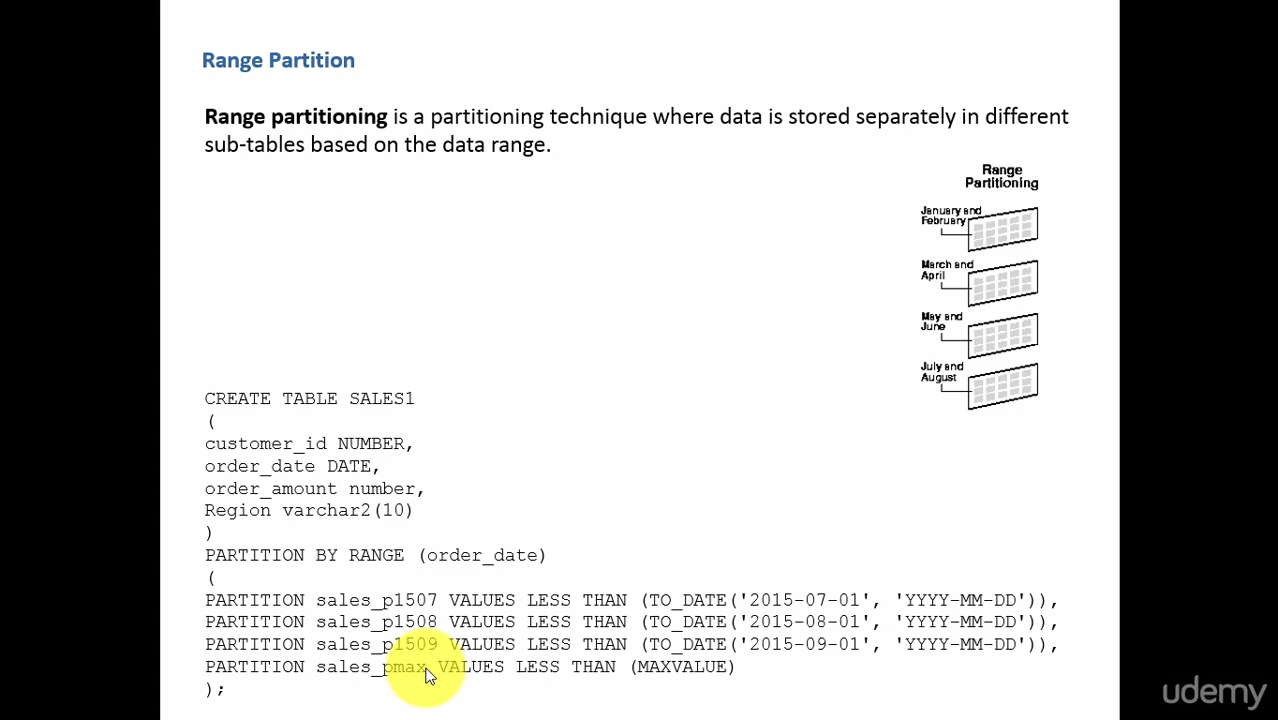 Range Partition
Range partitioning is a partitioning technique where data is stored separately in different
sub-tables based on the data range.
Range
Partitioning
January and
February
March and
April
May and
June
July and
August
CREATE TABLE SALES1
(
customer_id NUMBER,
order_date DATE,
order_amount number,
Region varchar2(10)
)
PARTITION BY RANGE (order_date)
(
PARTITION sales_p1507 VALUES LESS THAN (TO_DATE('2015-07-01', 'YYYY-MM-DD')),
PARTITION sales_p1508 VALUES LESS THAN (TO_DATE('2015-08-01', 'YYYY-MM-DD')),
PARTITION sales_p1509 VALUES LESS THAN (TO_DATE('2015-09-01', 'YYYY-MM-DD')),
PARTITION sales_pmax VALUES LESS THAN (MAXVALUE)
);
udemy